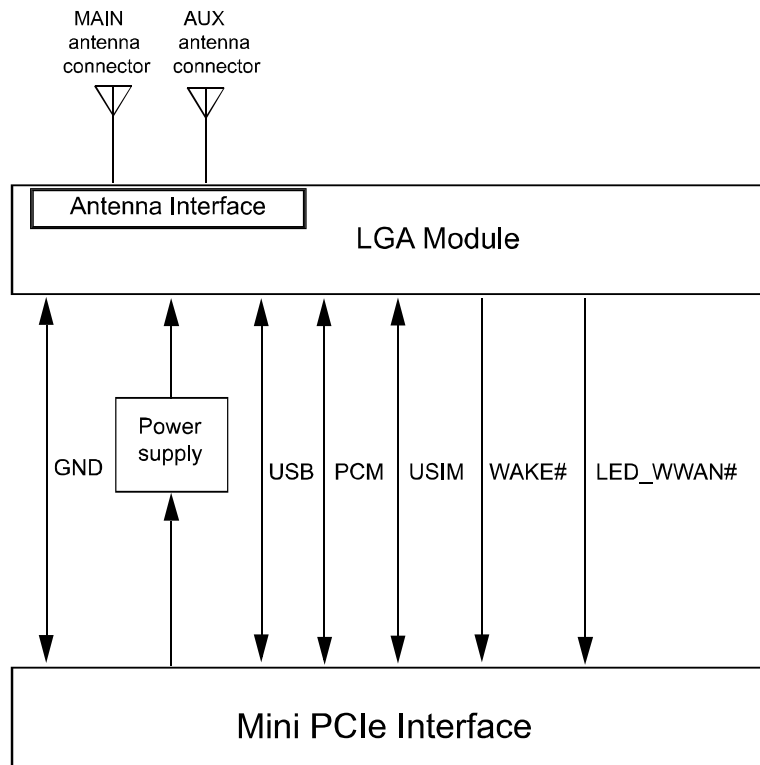 MAIN
antenna
connector
AUX
antenna
connector
Antenna Interface
LGA Module
Power
supply
GND
USB
PCM
USIM
WAKE#
LED_WWAN#
Mini PCIe Interface